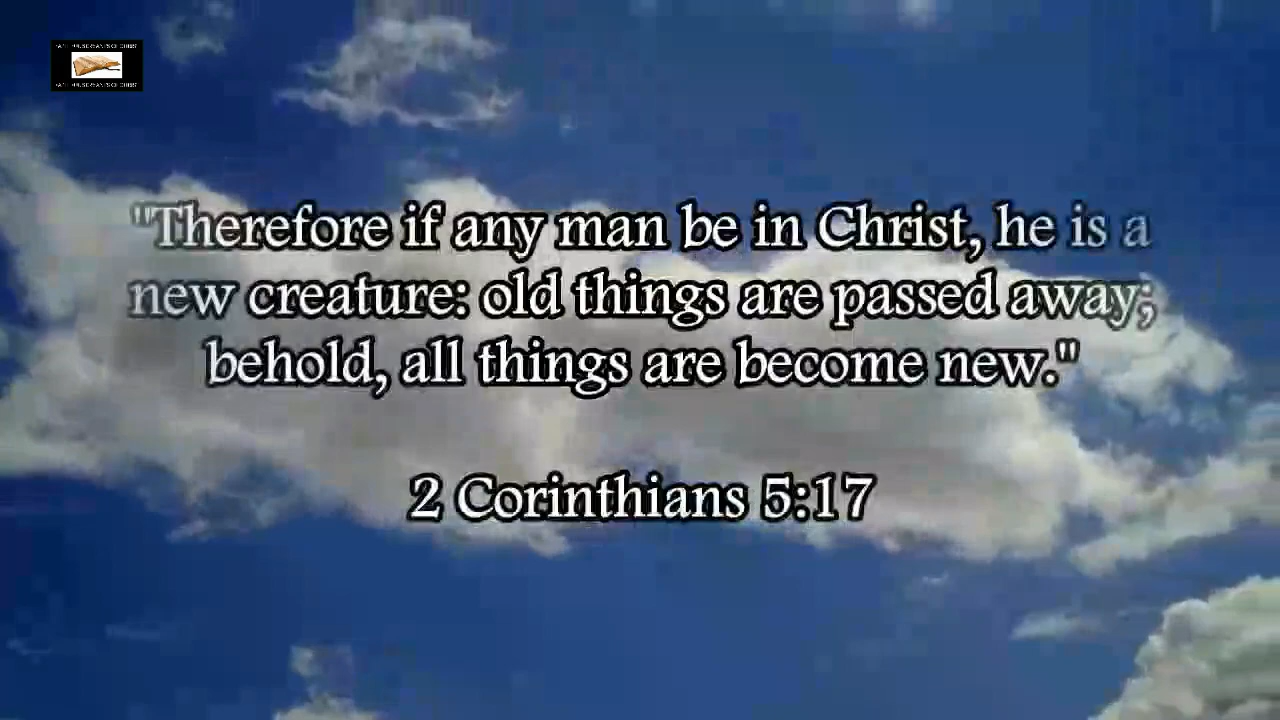 "Therefore if any man be in Christ, he is a
new creature: old things are passed away;
behold, all things are become new."
2 Corinthians 5:17